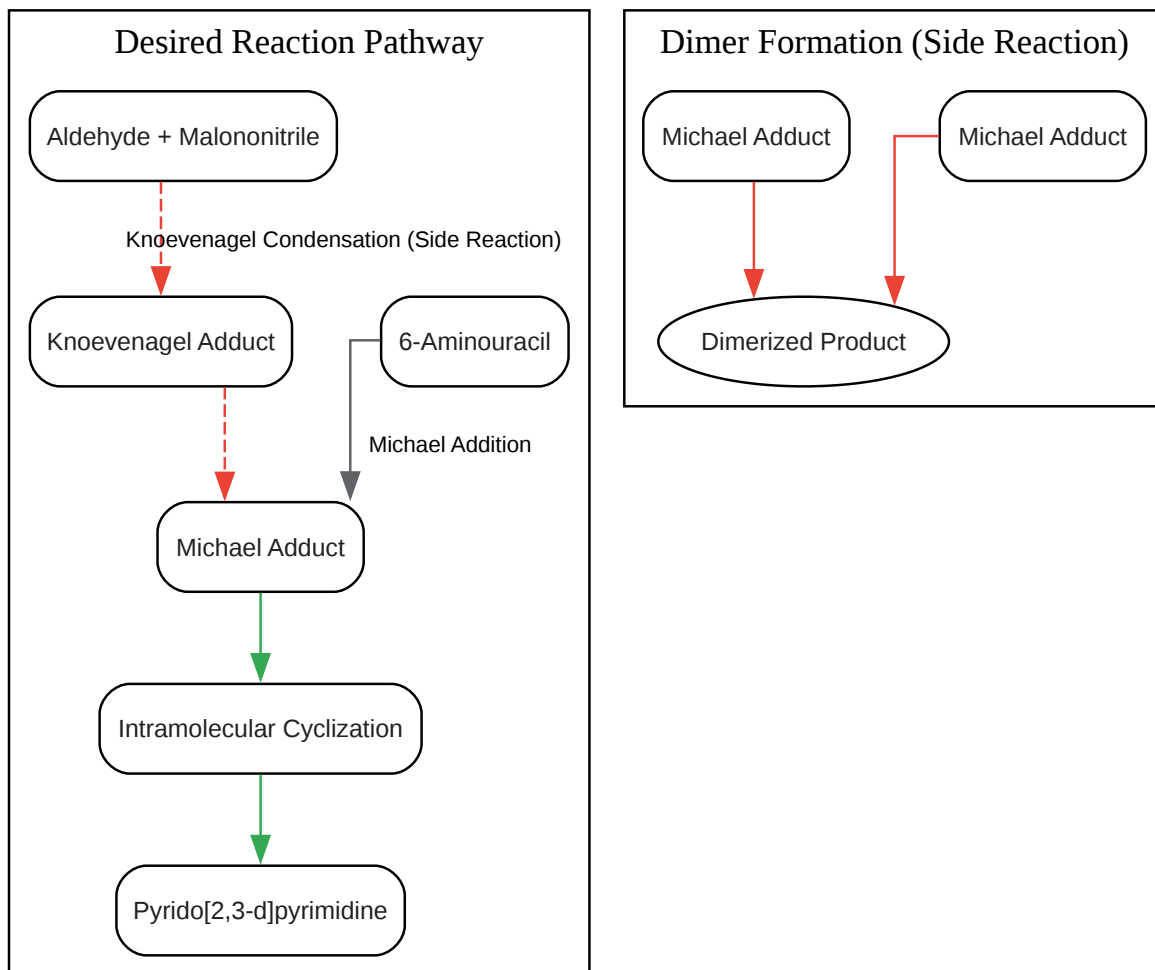 Desired Reaction Pathway
Aldehyde + Malononitrile
Knoevenagel Condensation (Side Reaction)
Knoevenagel Adduct
6-Aminouracil
Michael Addition
Michael Adduct
Intramolecular Cyclization
Pyrido[2,3-d]pyrimidine
Dimer Formation (Side Reaction)
Michael Adduct
Michael Adduct
Dimerized Product